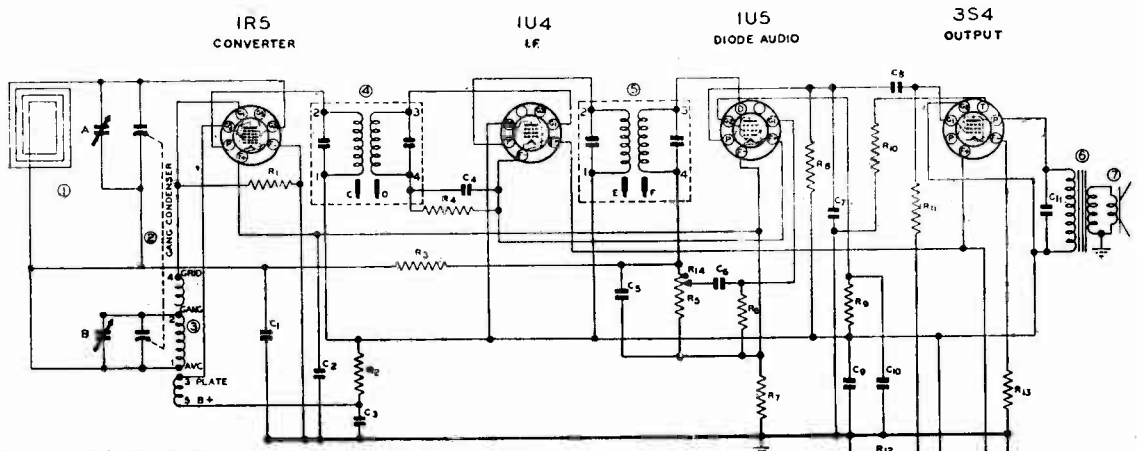 1R5
CONVERTER
1U4
I.F.
1U5
DIODE AUDIO
3S4
OUTPUT
1
A
GANG CONDENSER
2
4 GRID
2 GANG
3
B
1 AVC
3 PLATE
5 B+
R1
C1
C2
R2
C3
4
2
3
1
4
C
D
C4
R4
R3
5
2
3
1
4
E
F
C5
R14
R5
C6
R6
R7
R8
C7
C8
R10
R11
R9
C9
C10
R12
R13
C11
6
7